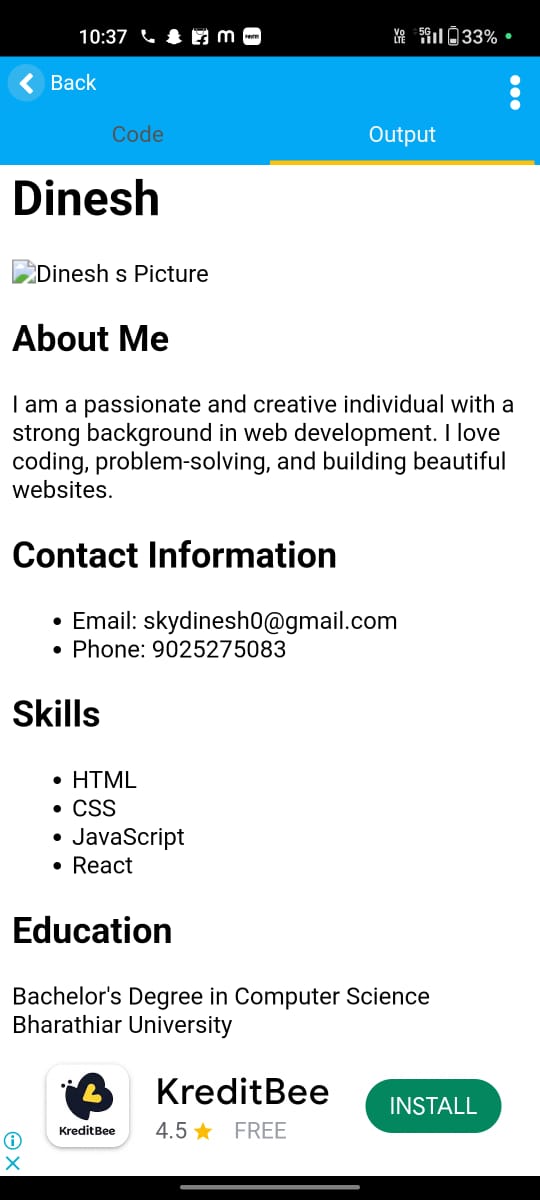 10:37 m VoLTE 5G 33%
Back
Code Output
Dinesh
Dinesh s Picture
About Me
I am a passionate and creative individual with a
strong background in web development. I love
coding, problem-solving, and building beautiful
websites.
Contact Information
• Email: skydinesh0@gmail.com
• Phone: 9025275083
Skills
• HTML
• CSS
• JavaScript
• React
Education
Bachelor's Degree in Computer Science
Bharathiar University
KreditBee
4.5 ★ FREE
INSTALL
KreditBee